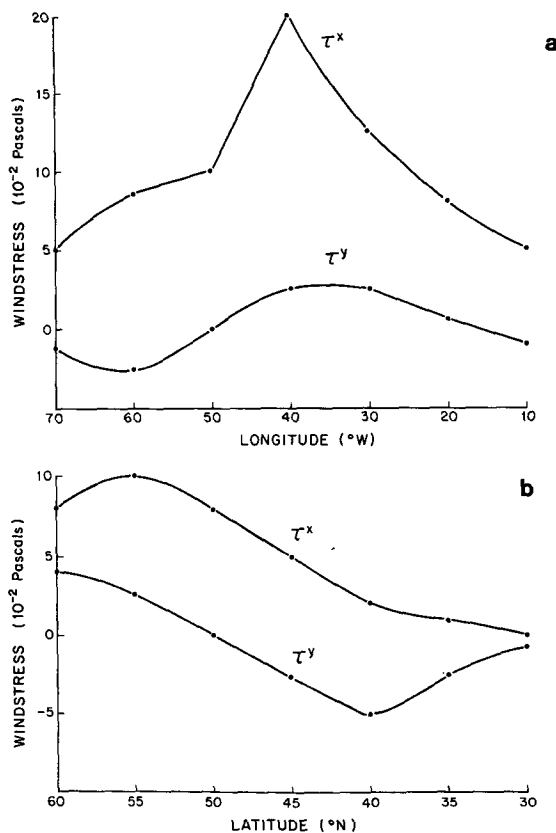 a
20
15
10
5
0
WINDSTRESS (10⁻² Pascals)
τˣ
τʸ
70 60 50 40 30 20 10
LONGITUDE (°W)
b
10
5
0
-5
WINDSTRESS (10⁻² Pascals)
τˣ
τʸ
60 55 50 45 40 35 30
LATITUDE (°N)